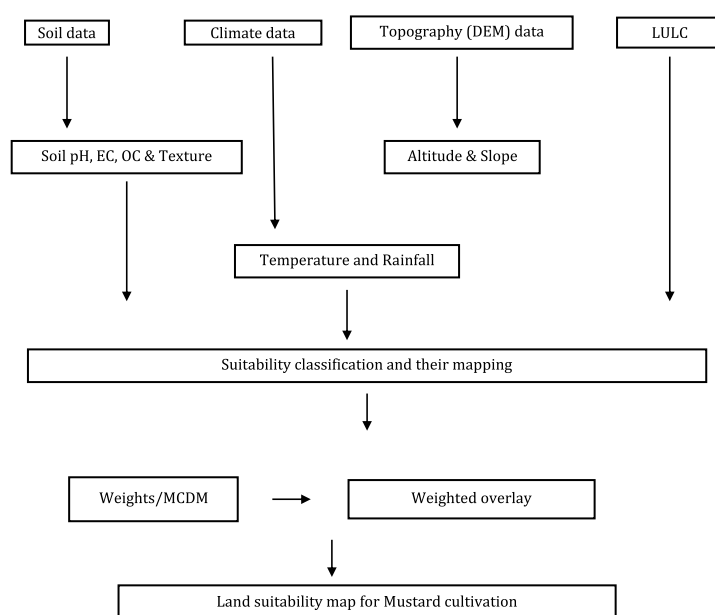 Soil data
Climate data
Topography (DEM) data
LULC
Soil pH, EC, OC & Texture
Altitude & Slope
Temperature and Rainfall
Suitability classification and their mapping
Weights/MCDM
Weighted overlay
Land suitability map for Mustard cultivation